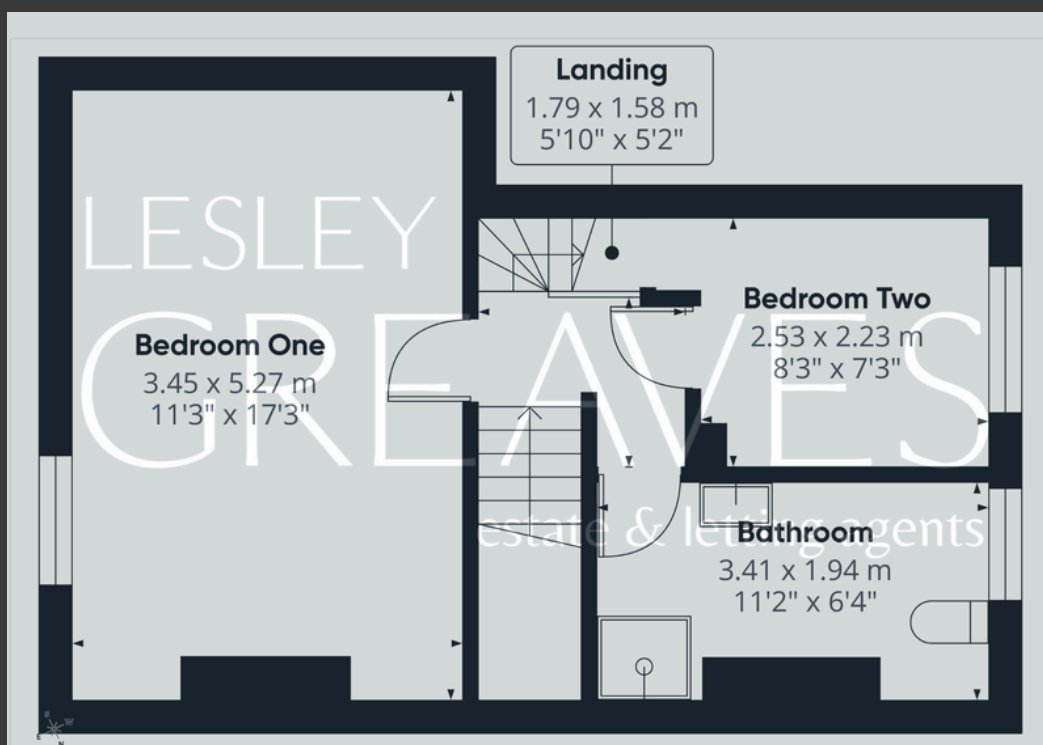 Landing
1.79 x 1.58 m
5'10" x 5'2"
LESLEY
GREAVES
estate & letting agents
Bedroom One
3.45 x 5.27 m
11'3" x 17'3"
Bedroom Two
2.53 x 2.23 m
8'3" x 7'3"
Bathroom
3.41 x 1.94 m
11'2" x 6'4"
S W
E N